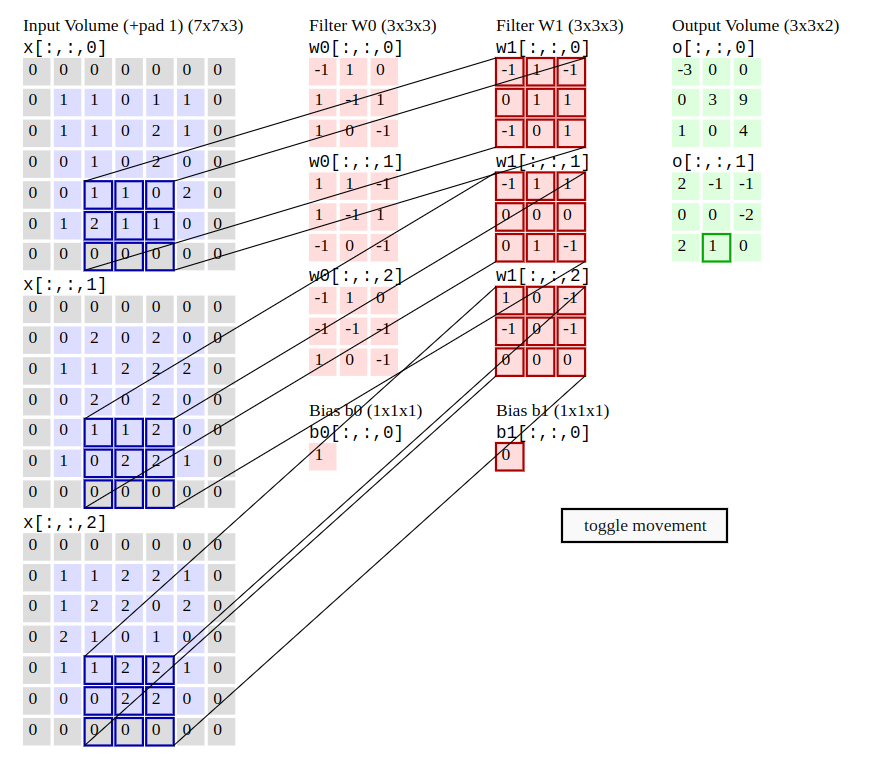 Input Volume (+pad 1) (7x7x3)
x[:,:,0]
0 0 0 0 0 0 0
0 1 1 0 1 1 0
0 1 1 0 2 1 0
0 0 1 0 2 0 0
0 0 1 1 0 2 0
0 1 2 1 1 0 0
0 0 0 0 0 0 0
x[:,:,1]
0 0 0 0 0 0 0
0 0 2 0 2 0 0
0 1 1 2 2 2 0
0 0 2 0 2 0 0
0 0 1 1 2 0 0
0 1 0 2 2 1 0
0 0 0 0 0 0 0
x[:,:,2]
0 0 0 0 0 0 0
0 1 1 2 2 1 0
0 1 2 2 0 2 0
0 2 1 0 1 0 0
0 1 1 2 2 1 0
0 0 0 2 2 0 0
0 0 0 0 0 0 0
Filter W0 (3x3x3)
w0[:,:,0]
-1 1 0
1 -1 1
1 0 -1
w0[:,:,1]
1 1 -1
1 -1 1
-1 0 -1
w0[:,:,2]
-1 1 0
-1 -1 -1
1 0 -1
Bias b0 (1x1x1)
b0[:,:,0]
1
Filter W1 (3x3x3)
w1[:,:,0]
-1 1 -1
0 1 1
-1 0 1
w1[:,:,1]
-1 1 1
0 0 0
0 1 -1
w1[:,:,2]
1 0 -1
-1 0 -1
0 0 0
Bias b1 (1x1x1)
b1[:,:,0]
0
Output Volume (3x3x2)
o[:,:,0]
-3 0 0
0 3 9
1 0 4
o[:,:,1]
2 -1 -1
0 0 -2
2 1 0
toggle movement